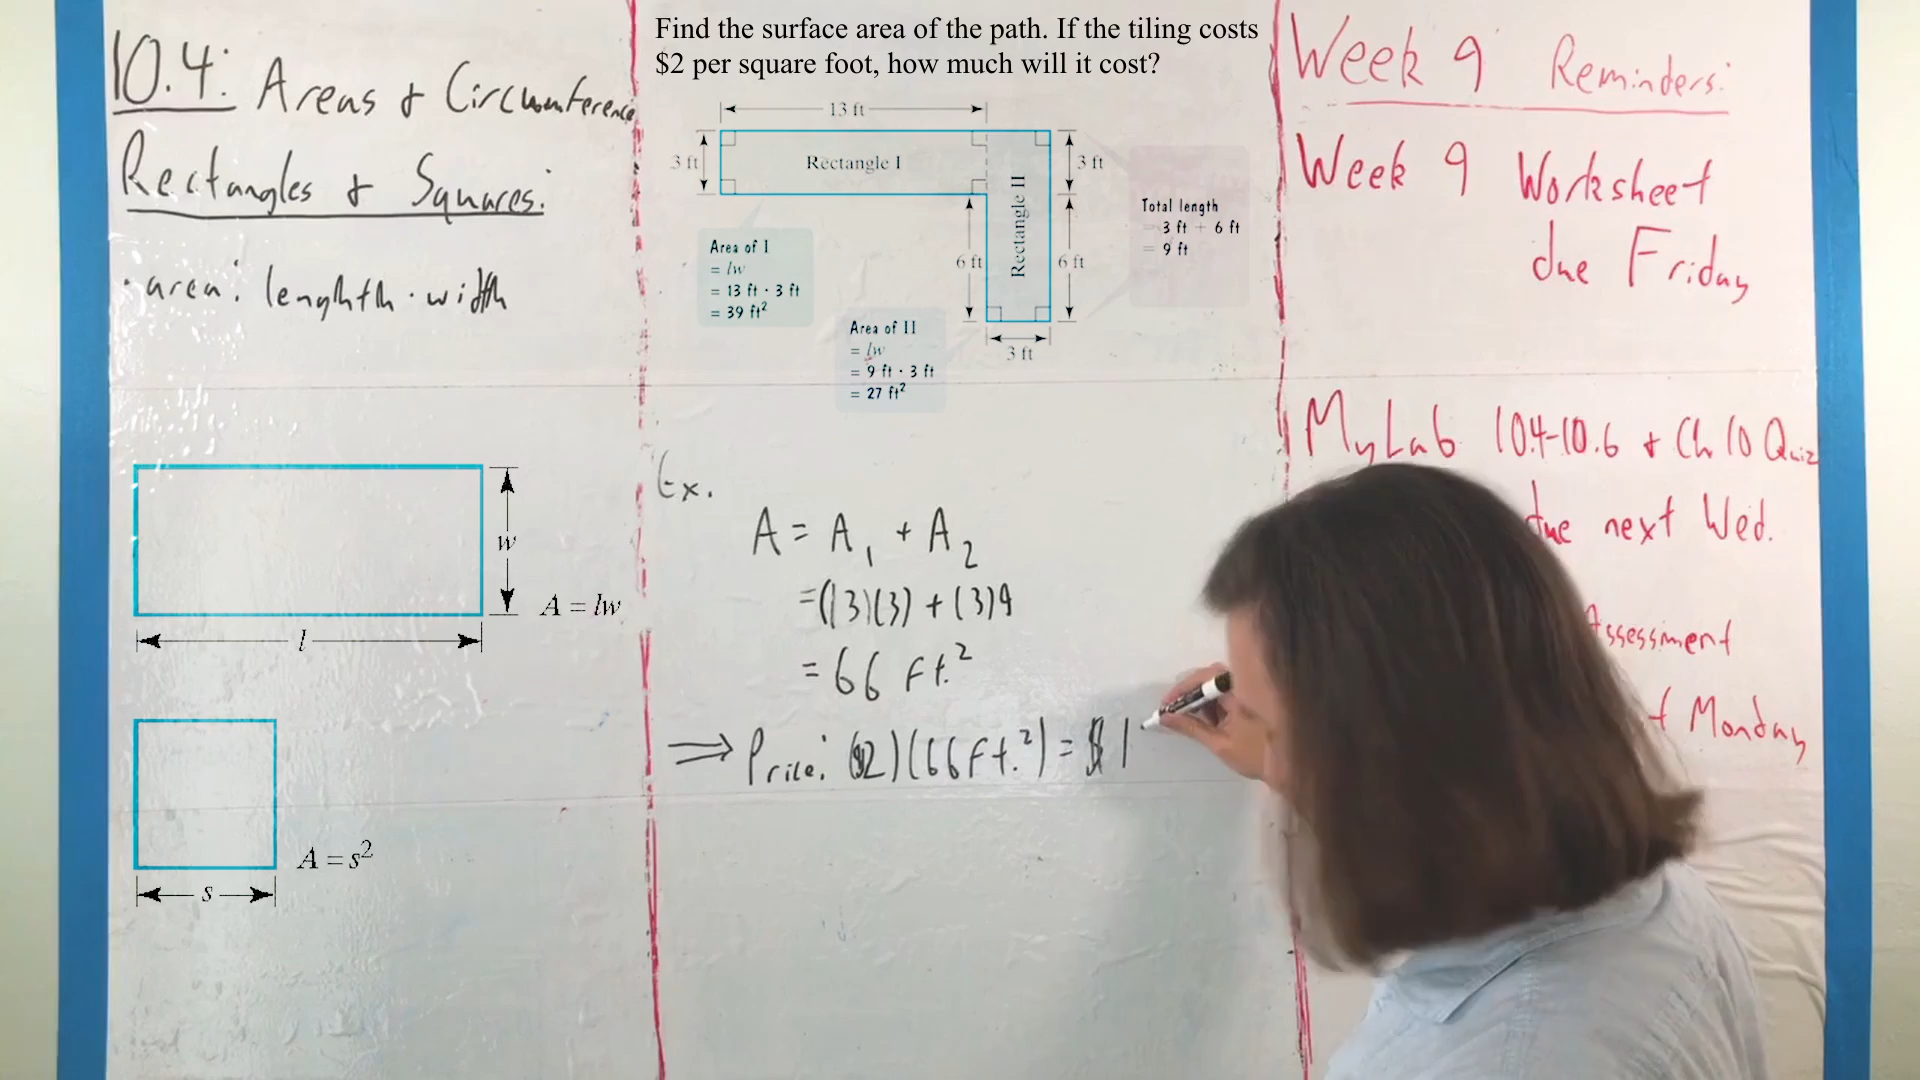 10.4: Areas & Circumference
Rectangles & Squares:
· area: lenghth · width
w
A = lw
l
A = s²
s
Find the surface area of the path. If the tiling costs
$2 per square foot, how much will it cost?
13 ft
3 ft
Rectangle I
3 ft
Rectangle II
6 ft
6 ft
3 ft
Area of I
= lw
= 13 ft · 3 ft
= 39 ft²
Area of II
= lw
= 9 ft · 3 ft
= 27 ft²
Total length
= 3 ft + 6 ft
= 9 ft
Ex.
A = A₁ + A₂
= (13)(3) + (3)9
= 66 ft.²
⇒ Price: ($2)(66 ft.²) = $1
Week 9 Reminders:
Week 9 Worksheet
due Friday
MyLab 10.4-10.6 & Ch 10 Quiz
due next Wed.
Assessment
Monday